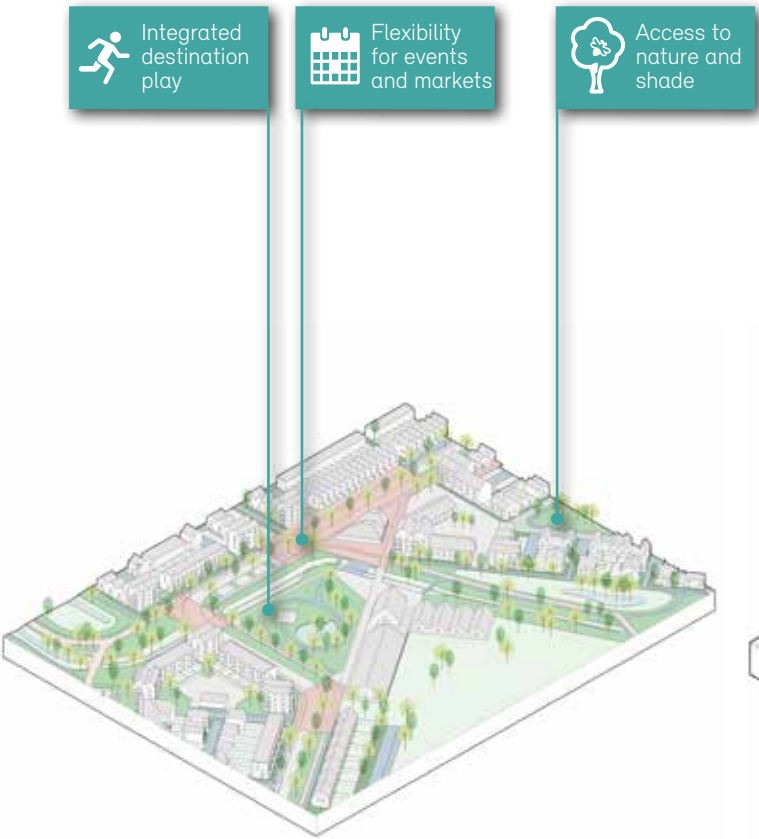 Integrated
destination
play
Flexibility
for events
and markets
Access to
nature and
shade